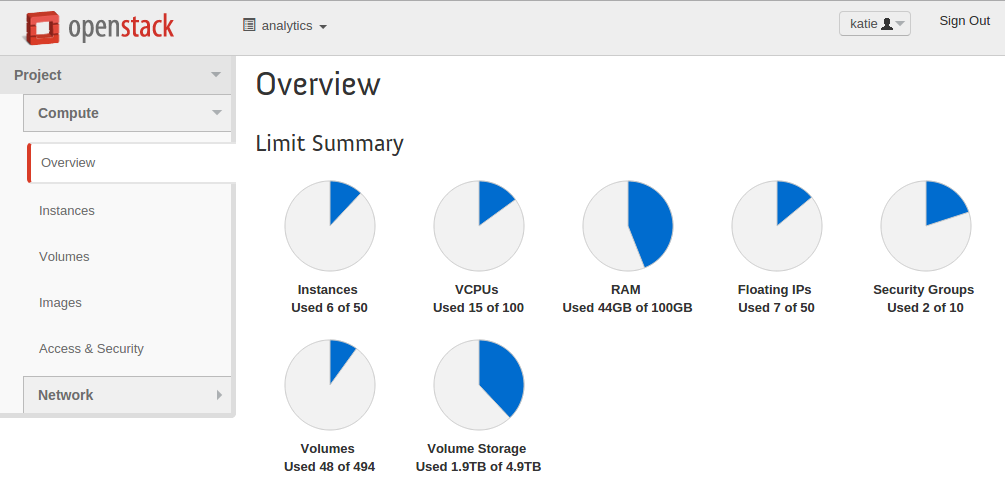 openstack
analytics
katie
Sign Out
Project
Compute
Overview
Instances
Volumes
Images
Access & Security
Network
Overview
Limit Summary
Instances
Used 6 of 50
VCPUs
Used 15 of 100
RAM
Used 44GB of 100GB
Floating IPs
Used 7 of 50
Security Groups
Used 2 of 10
Volumes
Used 48 of 494
Volume Storage
Used 1.9TB of 4.9TB